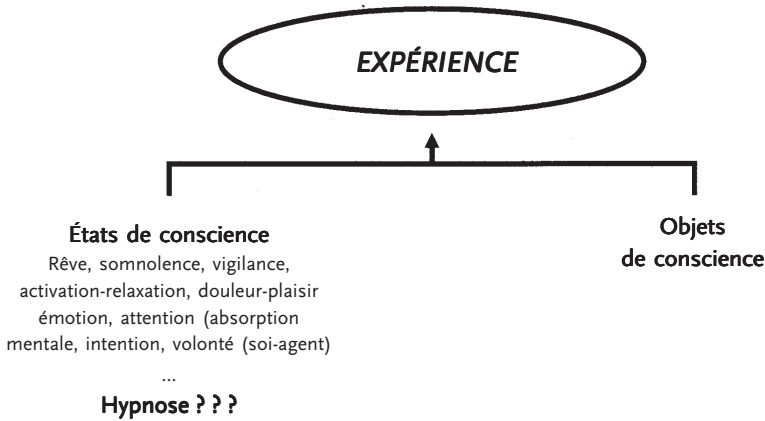 EXPÉRIENCE
États de conscience
Rêve, somnolence, vigilance,
activation-relaxation, douleur-plaisir
émotion, attention (absorption
mentale, intention, volonté (soi-agent)
...
Hypnose ? ? ?
Objets
de conscience